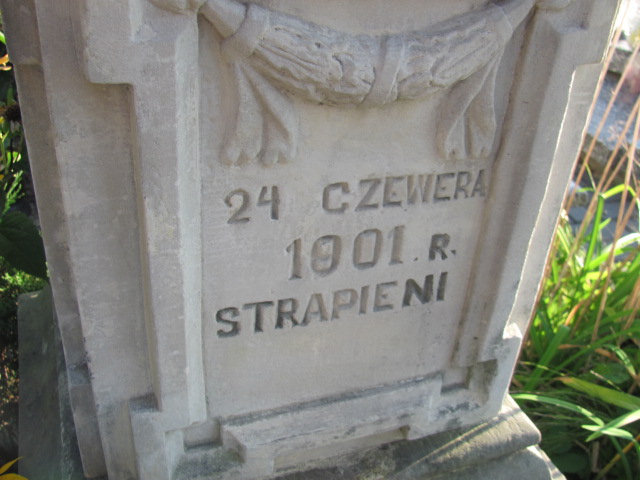 24 CZEWERA
1901. R.
STRAPIENI